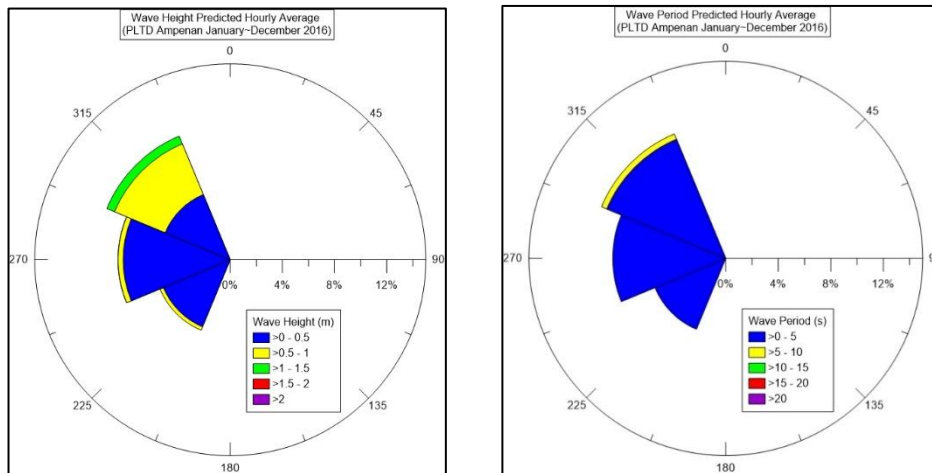 Wave Height Predicted Hourly Average
(PLTD Ampenan January~December 2016)
0
315
45
270
90
0%
4%
8%
12%
Wave Height (m)
>0 - 0.5
>0.5 - 1
>1 - 1.5
>1.5 - 2
>2
225
135
180
Wave Period Predicted Hourly Average
(PLTD Ampenan January~December 2016)
0
315
45
270
9
0%
4%
8%
12%
Wave Period (s)
>0 - 5
>5 - 10
>10 - 15
>15 - 20
>20
225
135
180